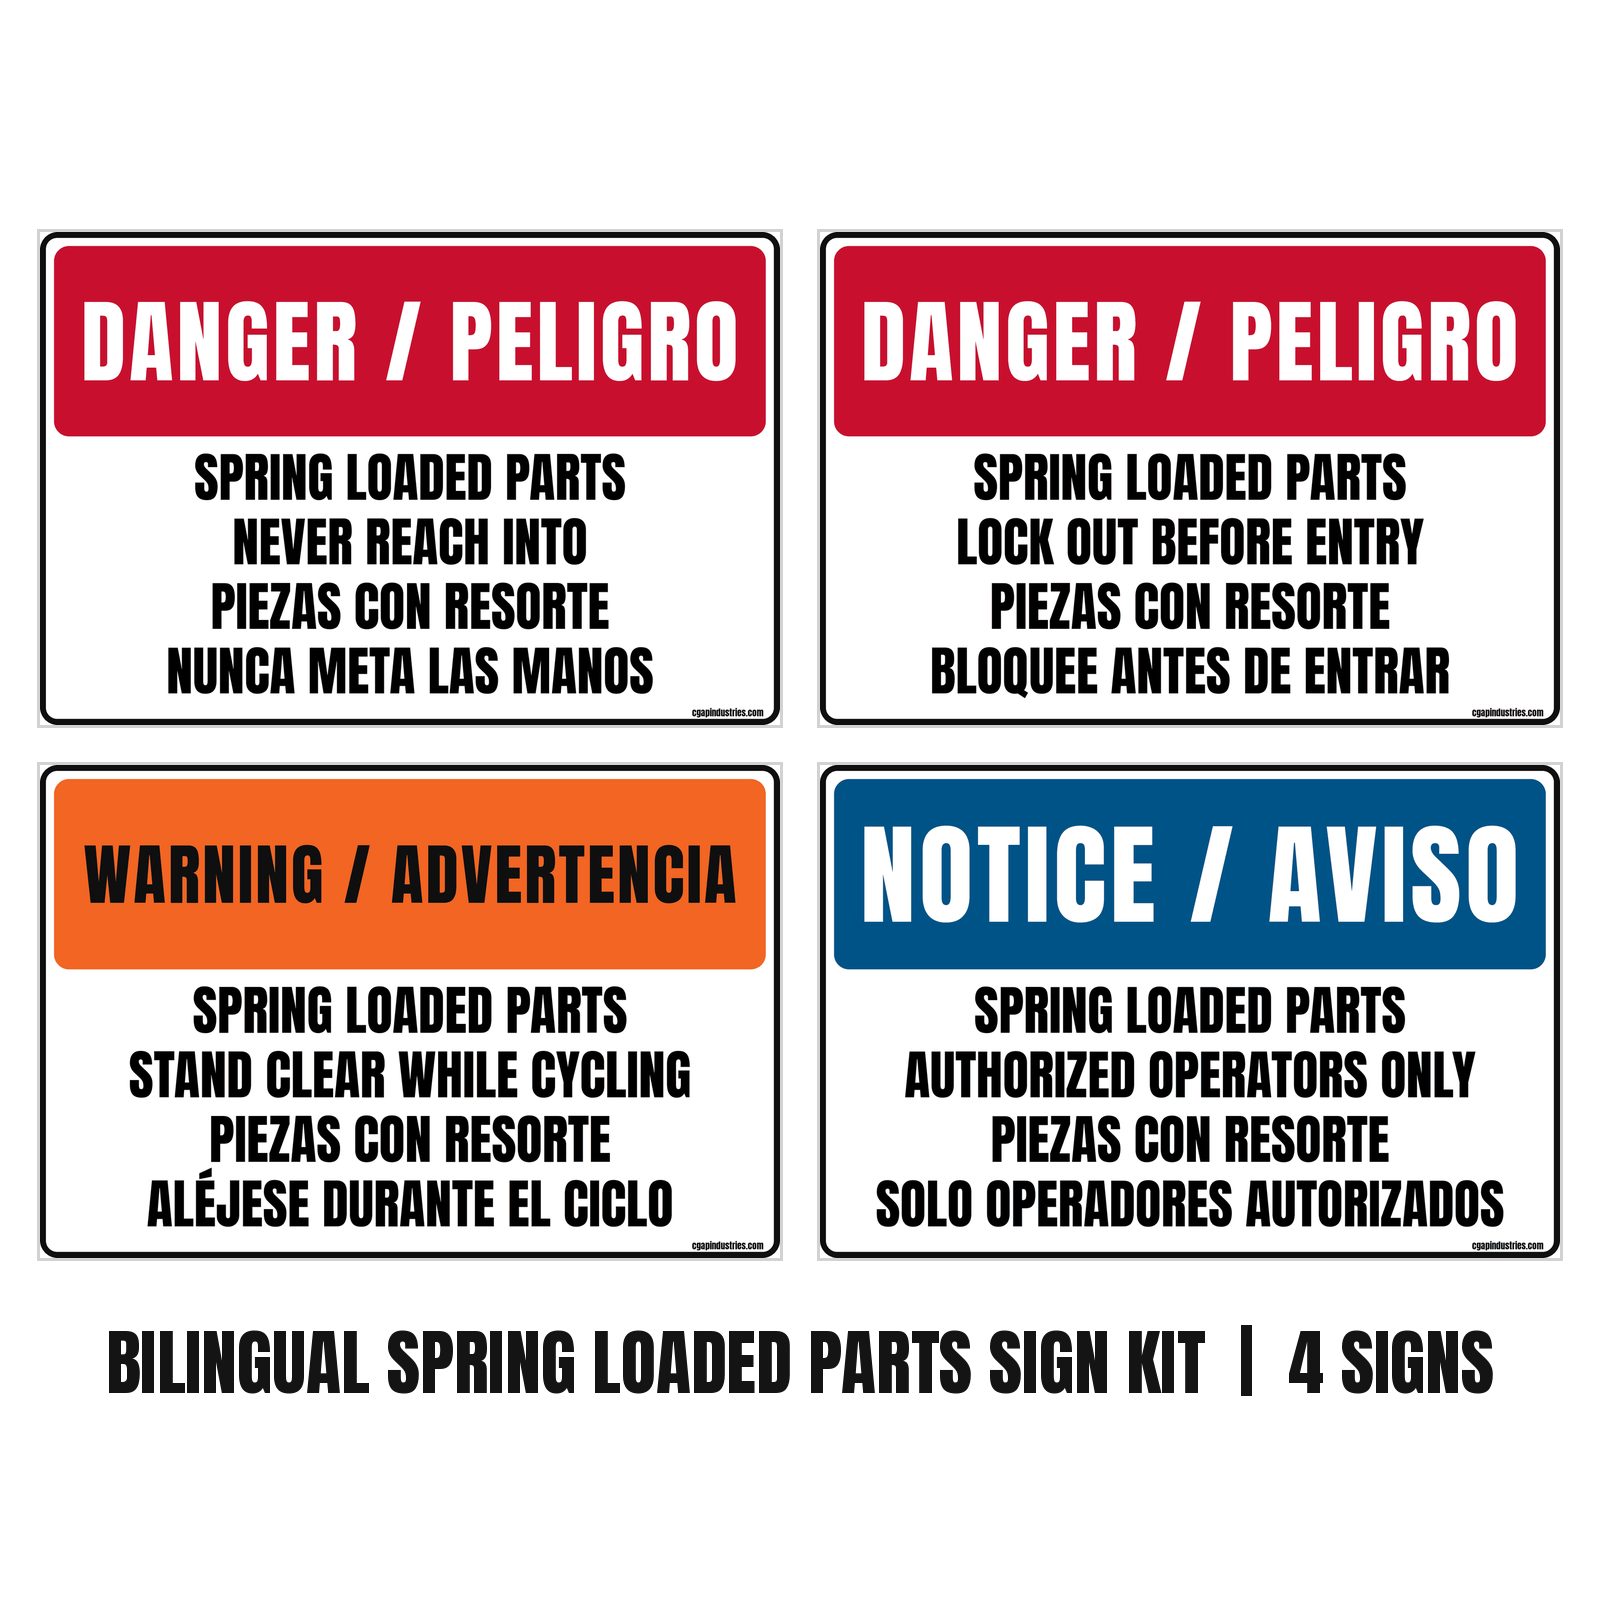 DANGER / PELIGRO
SPRING LOADED PARTS
NEVER REACH INTO
PIEZAS CON RESORTE
NUNCA META LAS MANOS
cgapindustries.com
DANGER / PELIGRO
SPRING LOADED PARTS
LOCK OUT BEFORE ENTRY
PIEZAS CON RESORTE
BLOQUEE ANTES DE ENTRAR
cgapindustries.com
WARNING / ADVERTENCIA
SPRING LOADED PARTS
STAND CLEAR WHILE CYCLING
PIEZAS CON RESORTE
ALÉJESE DURANTE EL CICLO
cgapindustries.com
NOTICE / AVISO
SPRING LOADED PARTS
AUTHORIZED OPERATORS ONLY
PIEZAS CON RESORTE
SOLO OPERADORES AUTORIZADOS
cgapindustries.com
BILINGUAL SPRING LOADED PARTS SIGN KIT | 4 SIGNS